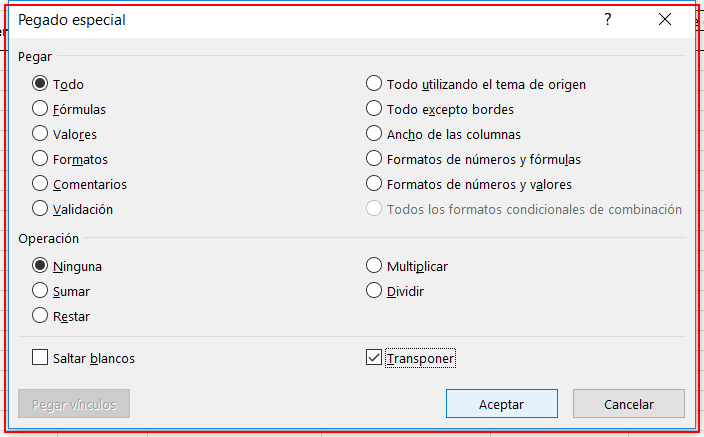 Pegado especial ?
Pegar
Todo
Todo utilizando el tema de origen
Fórmulas
Todo excepto bordes
Valores
Ancho de las columnas
Formatos
Formatos de números y fórmulas
Comentarios
Formatos de números y valores
Validación
Todos los formatos condicionales de combinación
Operación
Ninguna
Multiplicar
Sumar
Dividir
Restar
Saltar blancos
Transponer
Pegar vínculos
Aceptar
Cancelar